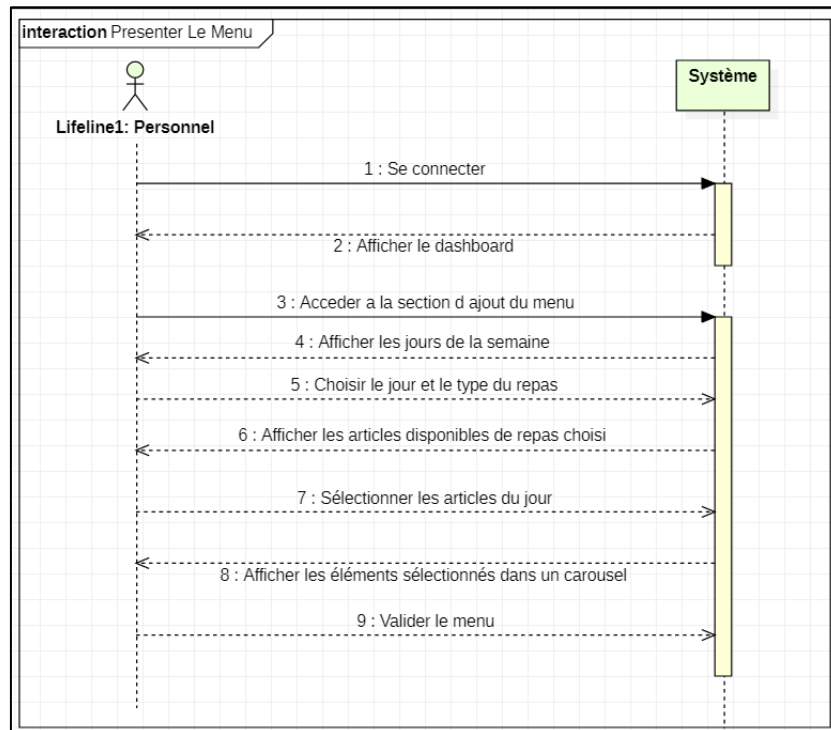 interaction Presenter Le Menu
Système
Lifeline1: Personnel
1 : Se connecter
2 : Afficher le dashboard
3 : Acceder a la section d ajout du menu
4 : Afficher les jours de la semaine
5 : Choisir le jour et le type du repas
6 : Afficher les articles disponibles de repas choisi
7 : Sélectionner les articles du jour
8 : Afficher les éléments sélectionnés dans un carousel
9 : Valider le menu